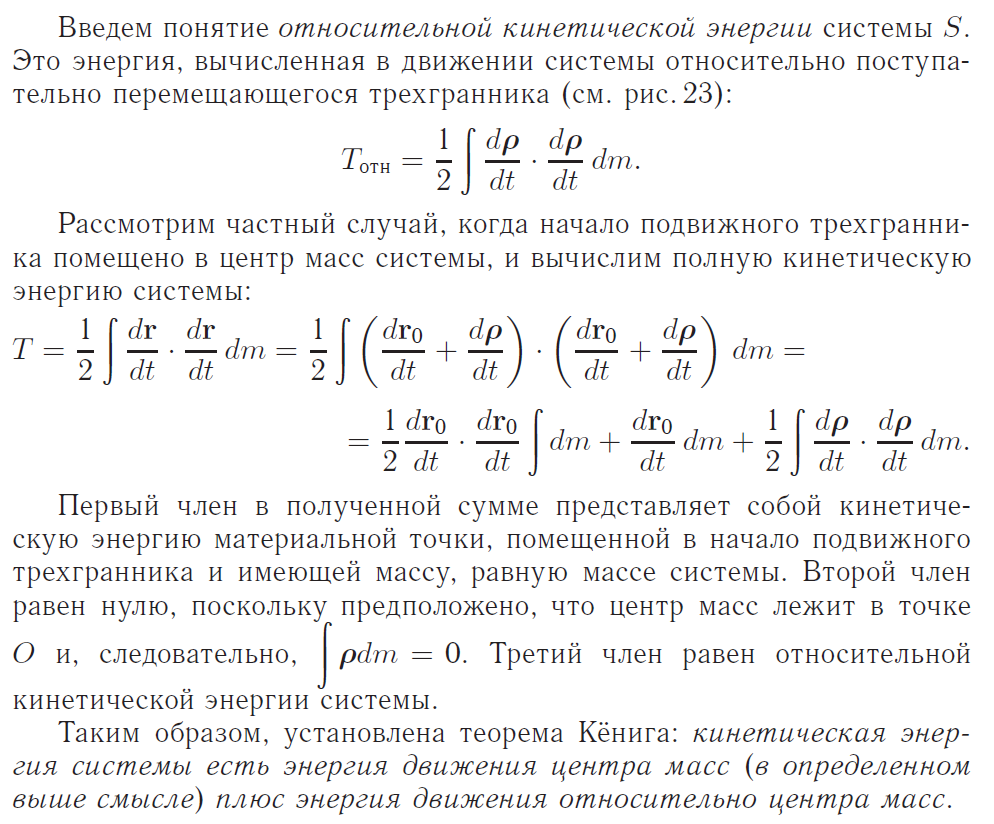 Введем понятие относительной кинетической энергии системы S.
Это энергия, вычисленная в движении системы относительно поступа-
тельно перемещающегося трехгранника (см. рис. 23):
T_{отн} = \frac{1}{2} \int \frac{d\boldsymbol{\rho}}{dt} \cdot \frac{d\boldsymbol{\rho}}{dt} \, dm.
Рассмотрим частный случай, когда начало подвижного трехгранни-
ка помещено в центр масс системы, и вычислим полную кинетическую
энергию системы:
T = \frac{1}{2} \int \frac{d\mathbf{r}}{dt} \cdot \frac{d\mathbf{r}}{dt} \, dm = \frac{1}{2} \int \left( \frac{d\mathbf{r}_0}{dt} + \frac{d\boldsymbol{\rho}}{dt} \right) \cdot \left( \frac{d\mathbf{r}_0}{dt} + \frac{d\boldsymbol{\rho}}{dt} \right) \, dm =
= \frac{1}{2} \frac{d\mathbf{r}_0}{dt} \cdot \frac{d\mathbf{r}_0}{dt} \int dm + \frac{d\mathbf{r}_0}{dt} \, dm + \frac{1}{2} \int \frac{d\boldsymbol{\rho}}{dt} \cdot \frac{d\boldsymbol{\rho}}{dt} \, dm.
Первый член в полученной сумме представляет собой кинетиче-
скую энергию материальной точки, помещенной в начало подвижного
трехгранника и имеющей массу, равную массе системы. Второй член
равен нулю, поскольку предположено, что центр масс лежит в точке
O и, следовательно, \int \boldsymbol{\rho} dm = 0. Третий член равен относительной
кинетической энергии системы.
Таким образом, установлена теорема Кёнига: кинетическая энер-
гия системы есть энергия движения центра масс (в определенном
выше смысле) плюс энергия движения относительно центра масс.